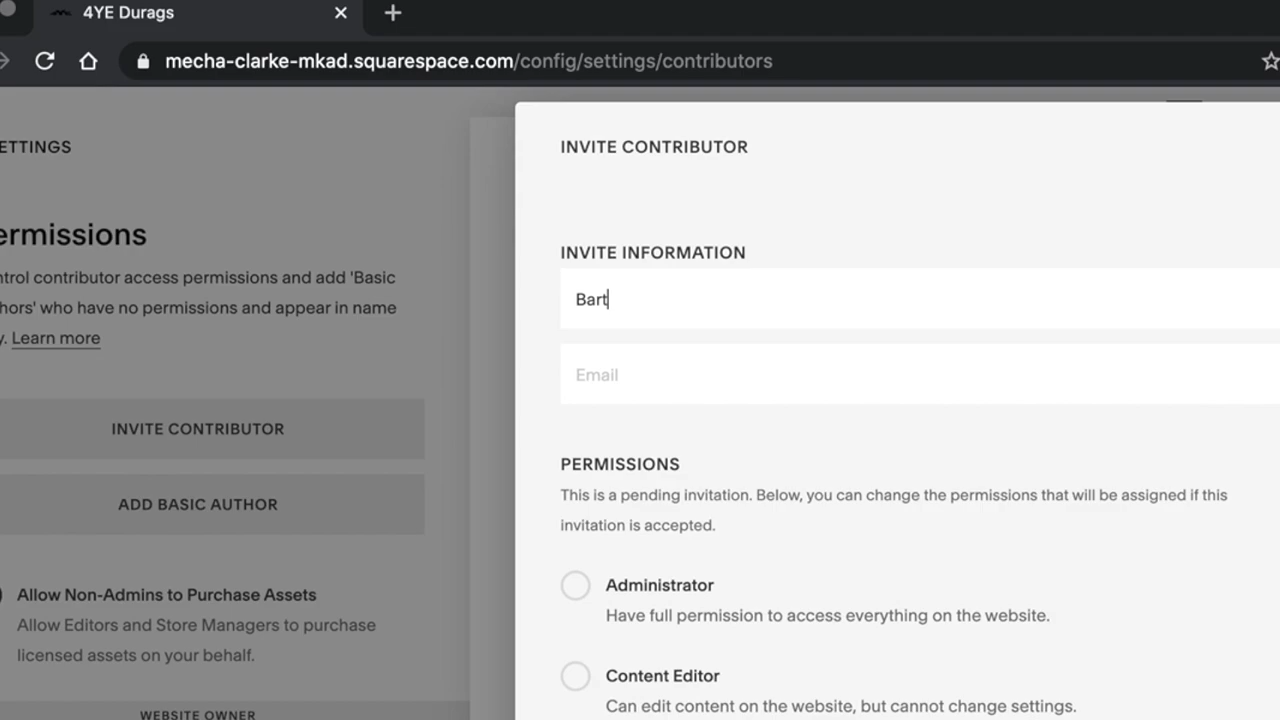 4YE Durags
mecha-clarke-mkad.squarespace.com/config/settings/contributors
ETTINGS
ermissions
ntrol contributor access permissions and add 'Basic
hors' who have no permissions and appear in name
y. Learn more
INVITE CONTRIBUTOR
ADD BASIC AUTHOR
Allow Non-Admins to Purchase Assets
Allow Editors and Store Managers to purchase
licensed assets on your behalf.
WEBSITE OWNER
INVITE CONTRIBUTOR
INVITE INFORMATION
Bart
Email
PERMISSIONS
This is a pending invitation. Below, you can change the permissions that will be assigned if this
invitation is accepted.
Administrator
Have full permission to access everything on the website.
Content Editor
Can edit content on the website, but cannot change settings.